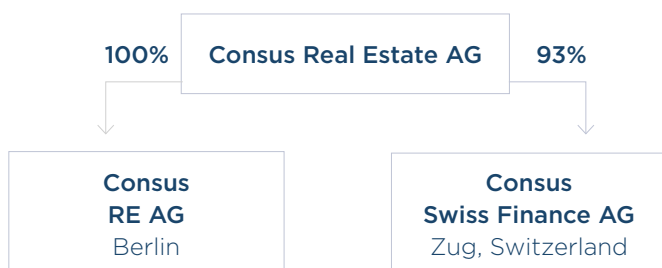 100% Consus Real Estate AG 93%
Consus
RE AG
Berlin
Consus
Swiss Finance AG
Zug, Switzerland